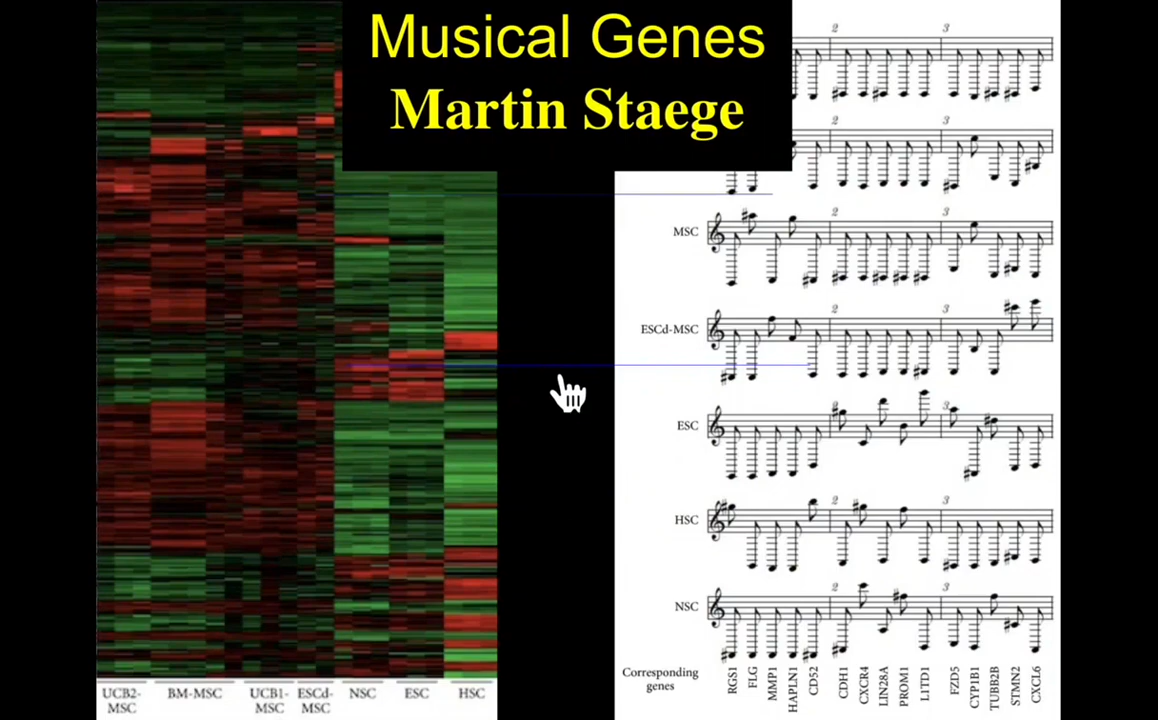 Musical Genes
Martin Staege
2 3
2 3
MSC
2 3
ESCd-MSC
2 3
ESC
2 3
HSC
2 3
NSC
2 3
Corresponding
genes
RGS1
FLG
MMP1
HAPLN1
CD52
CDH1
CXCR4
LIN28A
PROM1
L1TD1
FZD5
CYP1B1
TUBB2B
STMN2
CXCL6
UCB2-
MSC
BM-MSC
UCB1-
MSC
ESCd-
MSC
NSC
ESC
HSC